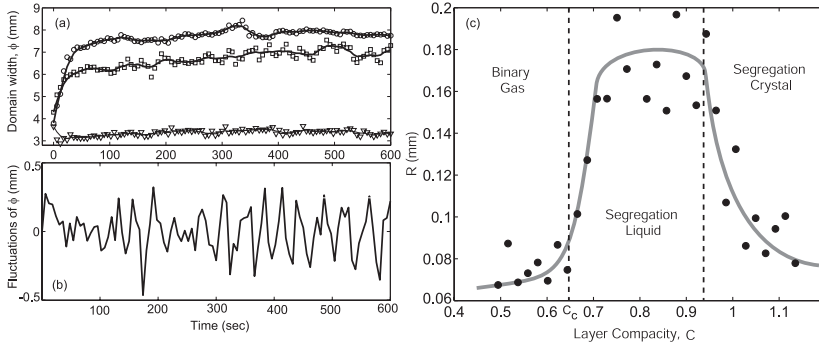 (a)
Domain width, ϕ (mm)
9
8
7
6
5
4
3
0 100 200 300 400 500 600
(b)
Fluctuations of ϕ (mm)
0.5
0
-0.5
100 200 300 400 500 600
Time (sec)
(c)
R (mm)
0.2
0.18
0.16
0.14
0.12
0.1
0.08
0.06
Binary
Gas
Segregation
Liquid
Segregation
Crystal
0.4 0.5 0.6 Cc 0.7 0.8 0.9 1 1.1
Layer Compacity, C